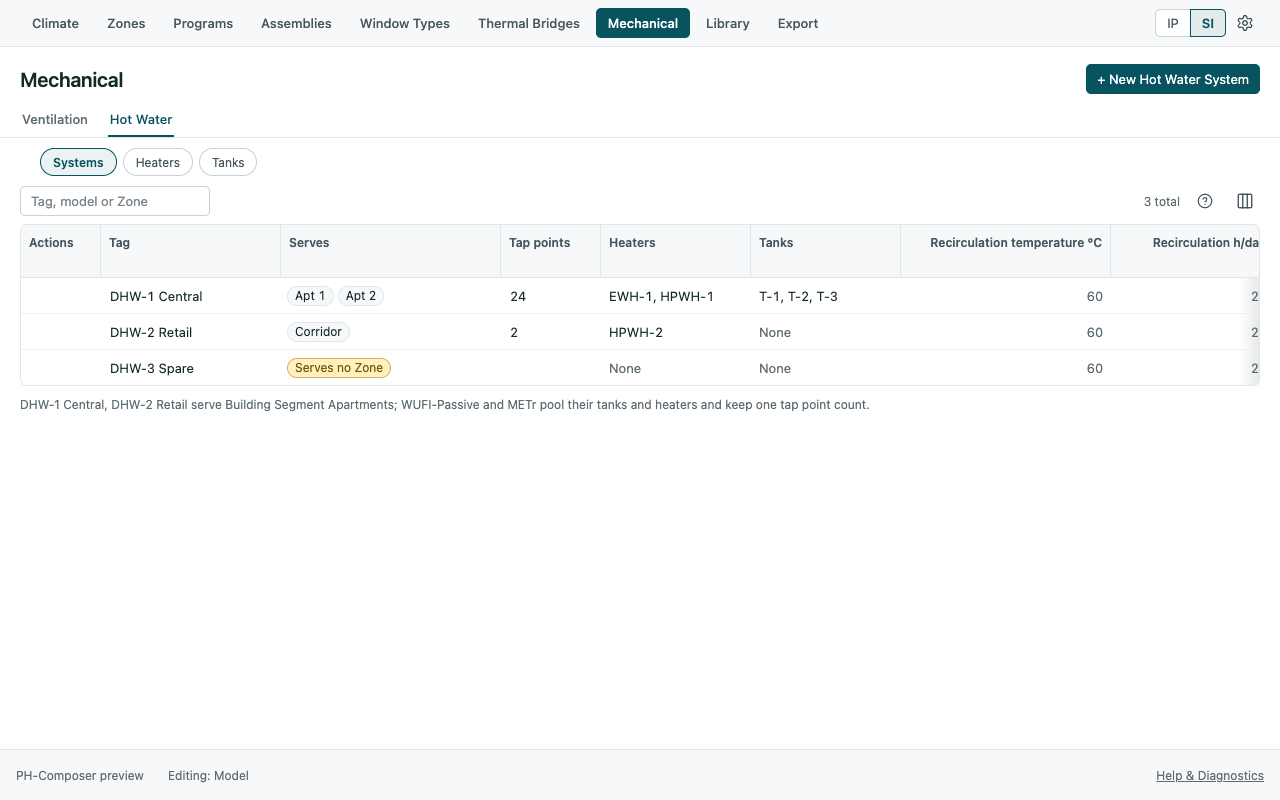 Climate Zones Programs Assemblies Window Types Thermal Bridges Mechanical Library Export IP SI
Mechanical
+ New Hot Water System
Ventilation Hot Water
Systems Heaters Tanks
Tag, model or Zone
3 total
Actions Tag Serves Tap points Heaters Tanks Recirculation temperature °C Recirculation h/da
DHW-1 Central Apt 1 Apt 2 24 EWH-1, HPWH-1 T-1, T-2, T-3 60 2
DHW-2 Retail Corridor 2 HPWH-2 None 60 2
DHW-3 Spare Serves no Zone None None 60 2
DHW-1 Central, DHW-2 Retail serve Building Segment Apartments; WUFI-Passive and METr pool their tanks and heaters and keep one tap point count.
PH-Composer preview Editing: Model Help & Diagnostics